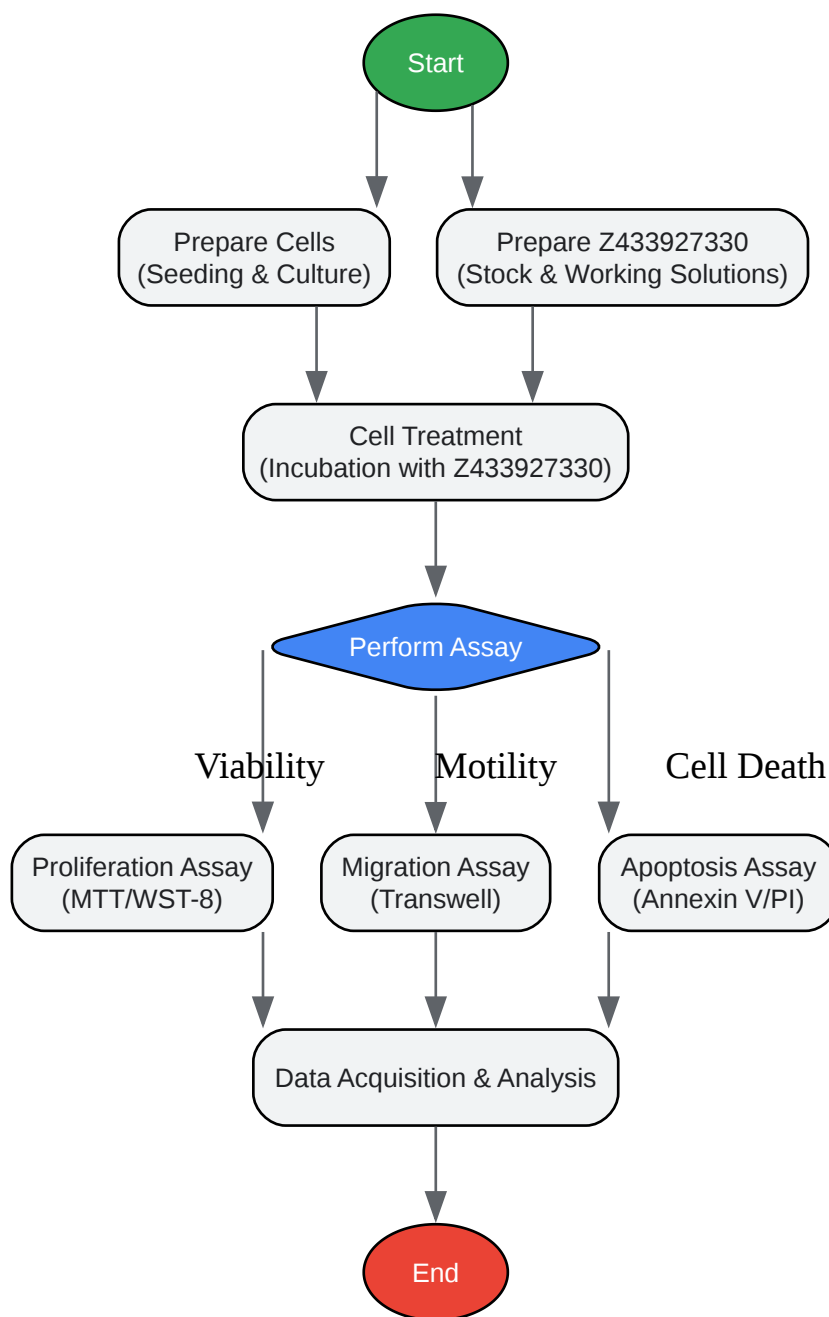 Start
Prepare Cells
(Seeding & Culture)
Prepare Z433927330
(Stock & Working Solutions)
Cell Treatment
(Incubation with Z433927330)
Perform Assay
Viability
Motility
Cell Death
Proliferation Assay
(MTT/WST-8)
Migration Assay
(Transwell)
Apoptosis Assay
(Annexin V/PI)
Data Acquisition & Analysis
End